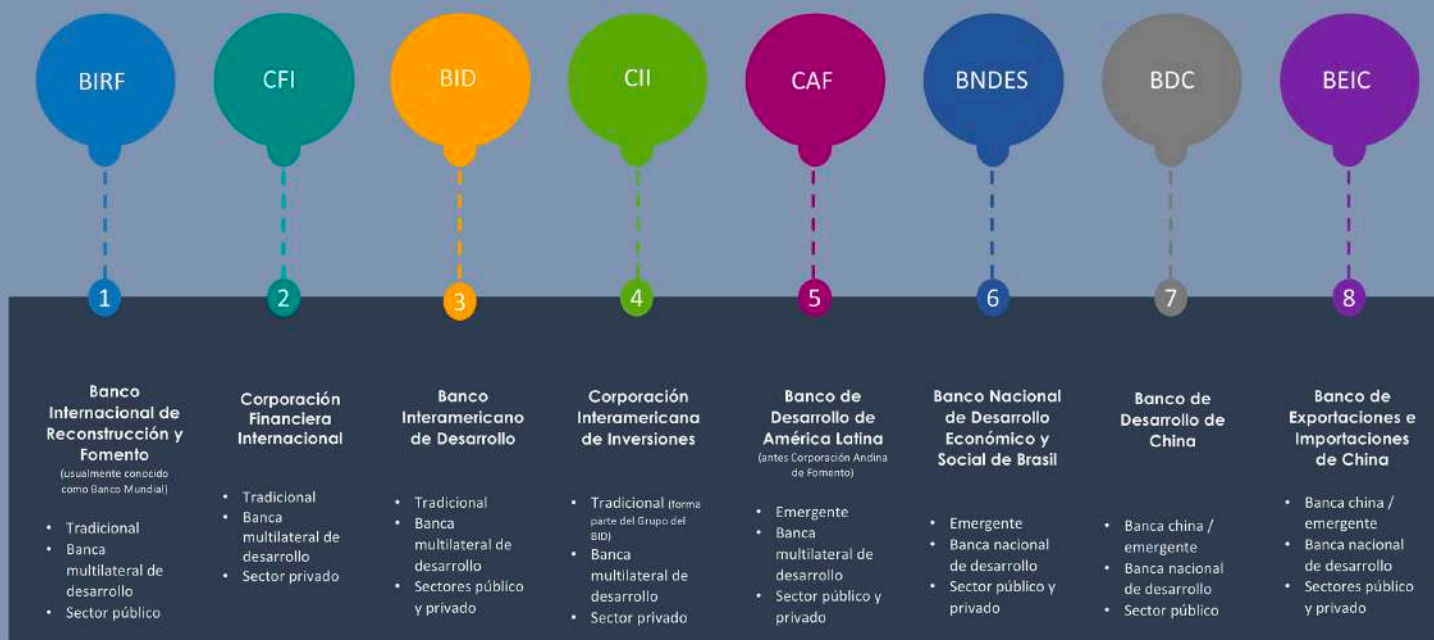 BIRF
CFI
BID
CII
CAF
BNDES
BDC
BEIC
1
2
3
4
5
6
7
8
Banco
Internacional de
Reconstrucción y
Fomento
(usualmente conocido
como Banco Mundial)
• Tradicional
• Banca
multilateral de
desarrollo
• Sector público
Corporación
Financiera
Internacional
• Tradicional
• Banca
multilateral de
desarrollo
• Sector privado
Banco
Interamericano
de Desarrollo
• Tradicional
• Banca
multilateral de
desarrollo
• Sectores público
y privado
Corporación
Interamericana
de Inversiones
• Tradicional (forma
parte del Grupo del
BID)
• Banca
multilateral de
desarrollo
• Sector privado
Banco de
Desarrollo de
América Latina
(antes Corporación Andina
de Fomento)
• Emergente
• Banca
multilateral de
desarrollo
• Sector público y
privado
Banco Nacional
de Desarrollo
Económico y
Social de Brasil
• Emergente
• Banca nacional
de desarrollo
• Sector público y
privado
Banco de
Desarrollo de
China
• Banca china /
emergente
• Banca nacional
de desarrollo
• Sector público
Banco de
Exportaciones e
Importaciones
de China
• Banca china /
emergente
• Banca nacional
de desarrollo
• Sectores público
y privado